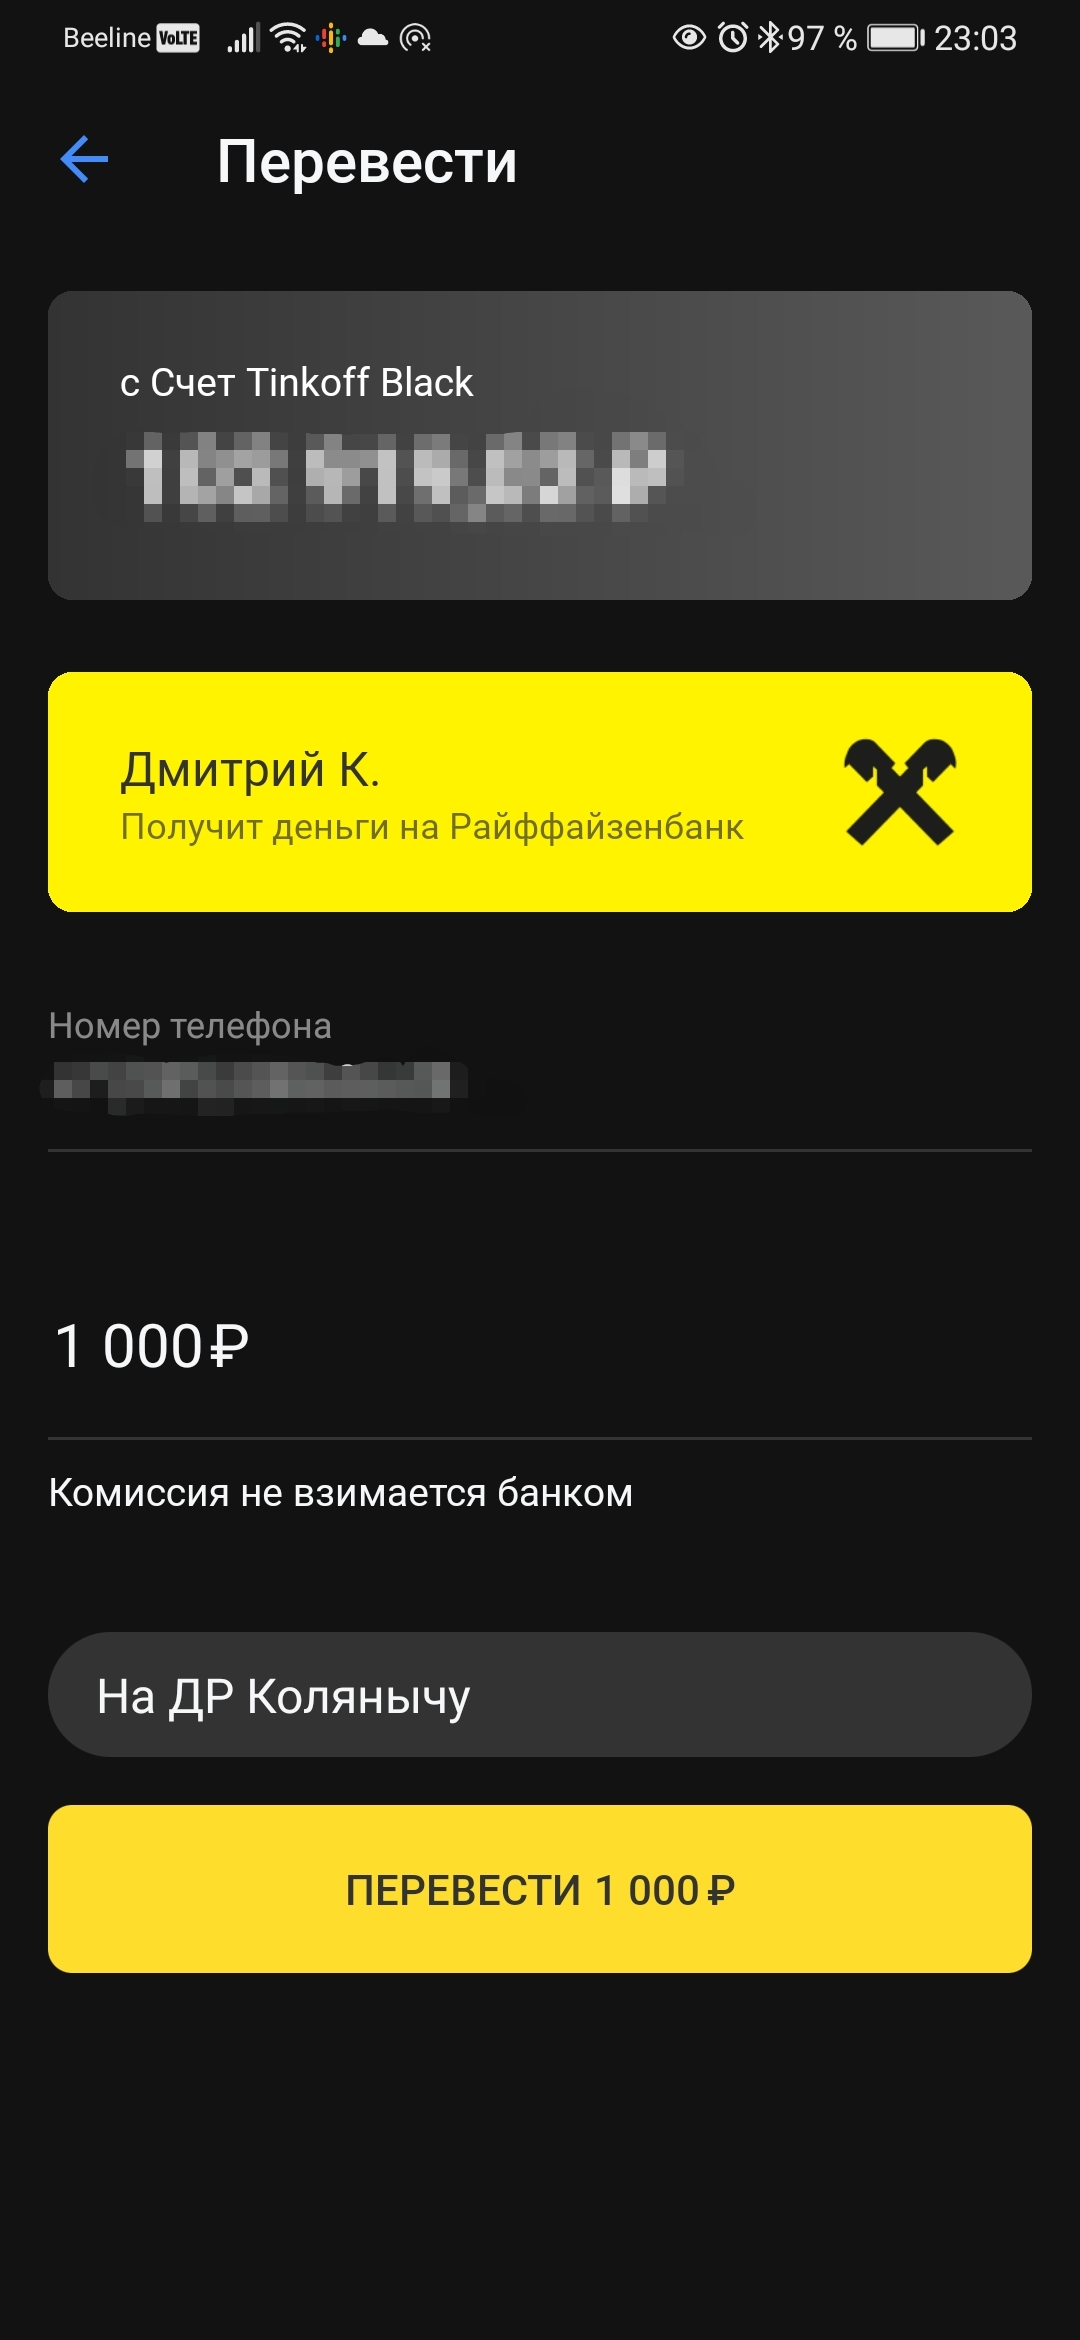 Beeline VoLTE 97 % 23:03
Перевести
с Счет Tinkoff Black
Дмитрий К.
Получит деньги на Райффайзенбанк
Номер телефона
1 000 ₽
Комиссия не взимается банком
На ДР Колянычу
ПЕРЕВЕСТИ 1 000 ₽